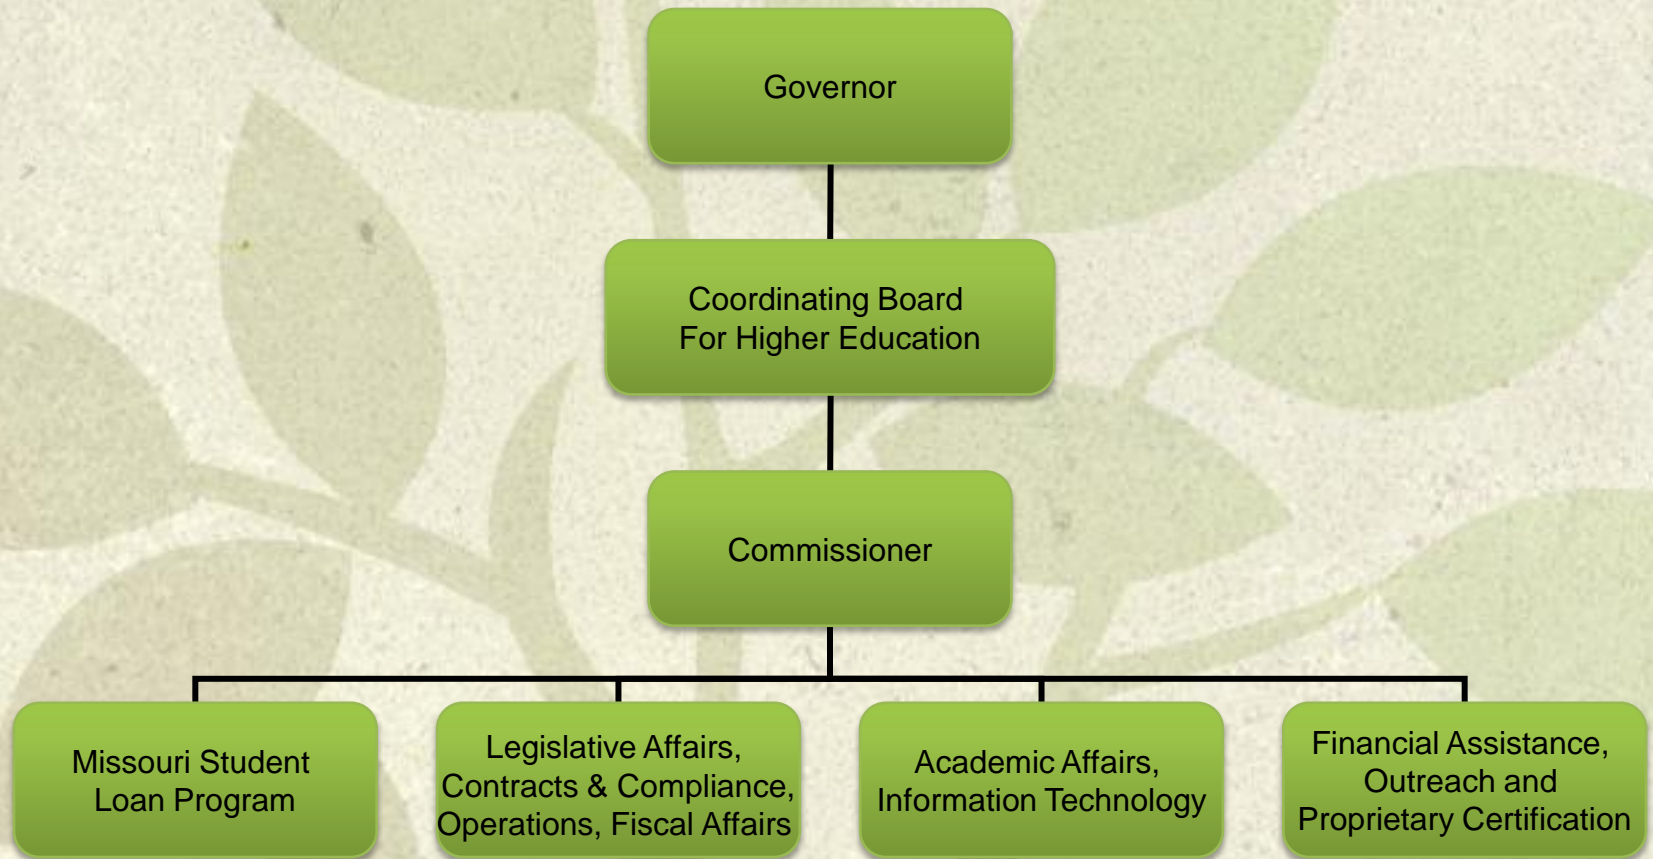 Governor
Coordinating Board
For Higher Education
Commissioner
Missouri Student
Loan Program
Legislative Affairs,
Contracts & Compliance,
Operations, Fiscal Affairs
Academic Affairs,
Information Technology
Financial Assistance,
Outreach and
Proprietary Certification